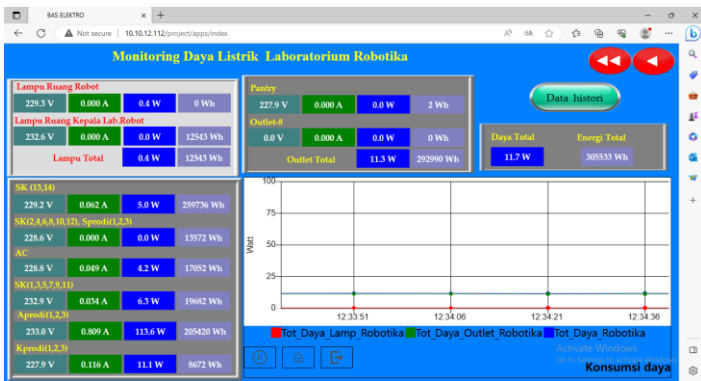 BAS ELEKTRO
Not secure | 10.10.12.112/project/apps/index
Monitoring Daya Listrik Laboratorium Robotika
Lampu Ruang Robot
229.3 V 0.000 A 0.4 W 0 Wh
Lampu Ruang Kepala Lab.Robot
232.6 V 0.000 A 0.0 W 12543 Wh
Lampu Total 0.4 W 12543 Wh
Pantry
227.9 V 0.000 A 0.0 W 2 Wh
Outlet-8
0.0 V 0.000 A 0.0 W 0 Wh
Outlet Total 11.3 W 292990 Wh
Data histori
Daya Total Energi Total
11.7 W 305533 Wh
SK (13,14)
229.2 V 0.062 A 5.0 W 259736 Wh
SK(2,4,6,8,10,12), Sprodi(1,2,3)
228.6 V 0.000 A 0.0 W 13572 Wh
AC
228.8 V 0.049 A 4.2 W 17052 Wh
SK(1,3,5,7,9,11)
232.9 V 0.034 A 6.3 W 19682 Wh
Aprodi(1,2,3)
233.0 V 0.809 A 113.6 W 205420 Wh
Kprodi(1,2,3)
227.9 V 0.116 A 11.1 W 8672 Wh
Watt
100
75
50
25
0
12:33:51 12:34:06 12:34:21 12:34:36
Tot_Daya_Lamp_Robotika Tot_Daya_Outlet_Robotika Tot_Daya_Robotika
Activate Windows
Go to Settings to activate Windows.
Konsumsi daya